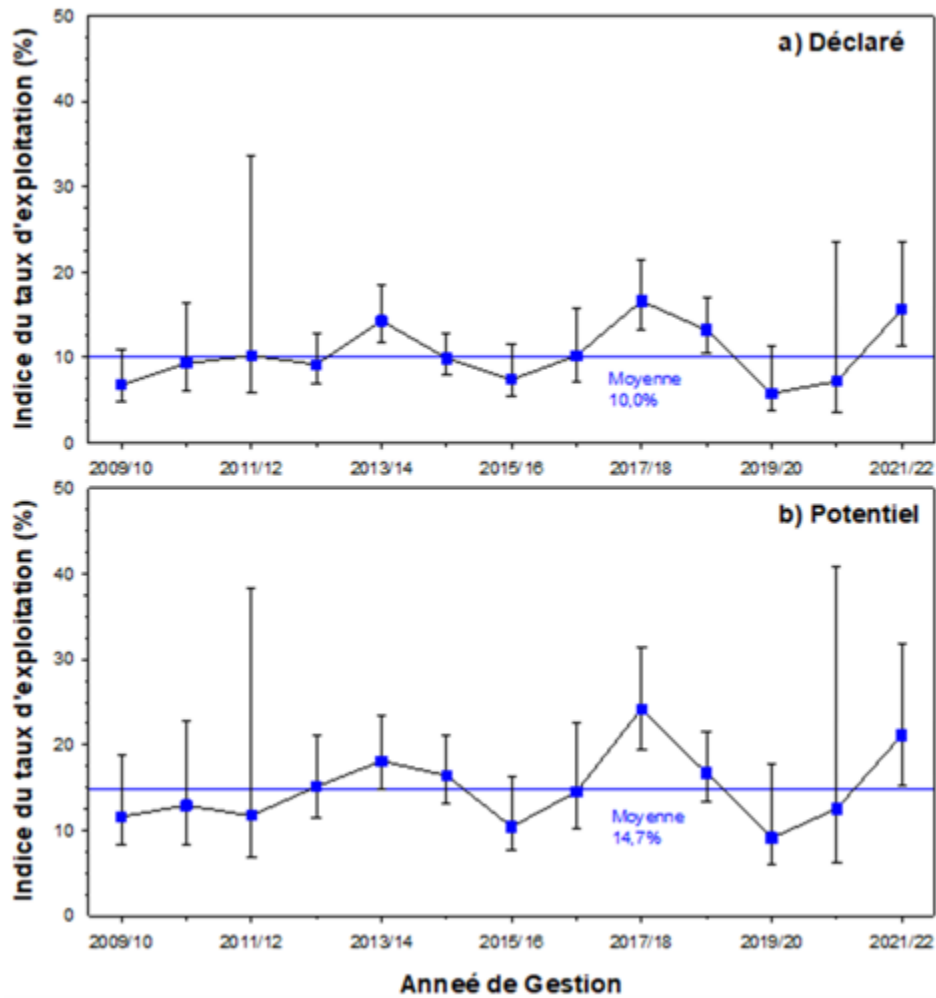 Indice du taux d'exploitation (%)
a) Déclaré
50
40
30
20
10
0
Moyenne
10,0%
2009/10 2011/12 2013/14 2015/16 2017/18 2019/20 2021/22
Indice du taux d'exploitation (%)
b) Potentiel
50
40
30
20
10
0
Moyenne
14,7%
2009/10 2011/12 2013/14 2015/16 2017/18 2019/20 2021/22
Anneé de Gestion